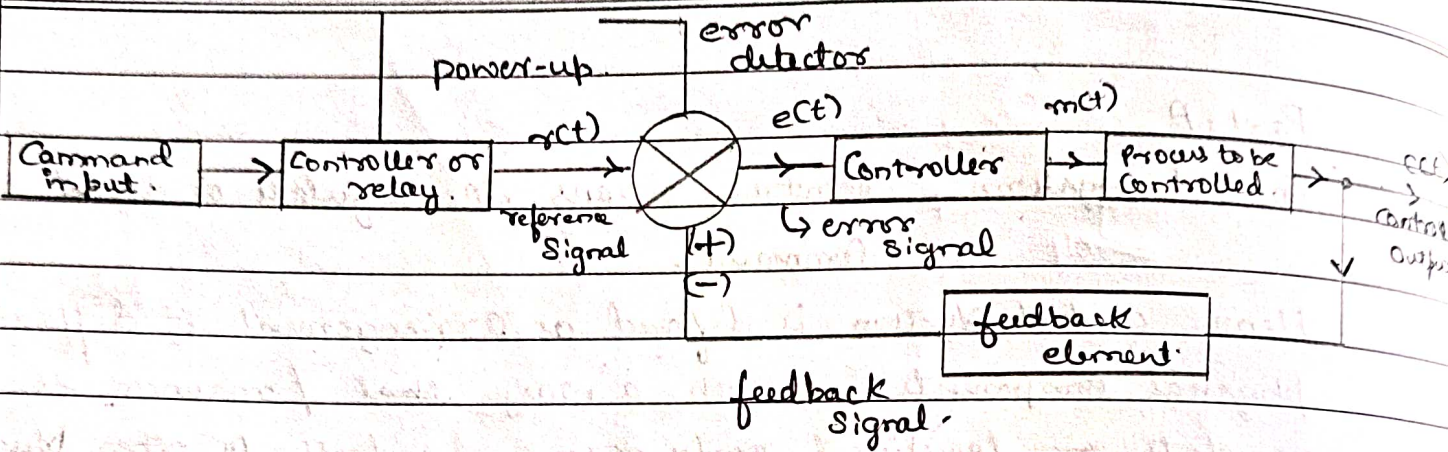 error
detector
power-up.
r(t)
e(t)
m(t)
Command
input.
Controller or
relay.
Controller
Process to be
Controlled.
c(t)
reference
Signal
(+)
(-)
error
Signal
Control
feedback
element.
feedback
Signal.